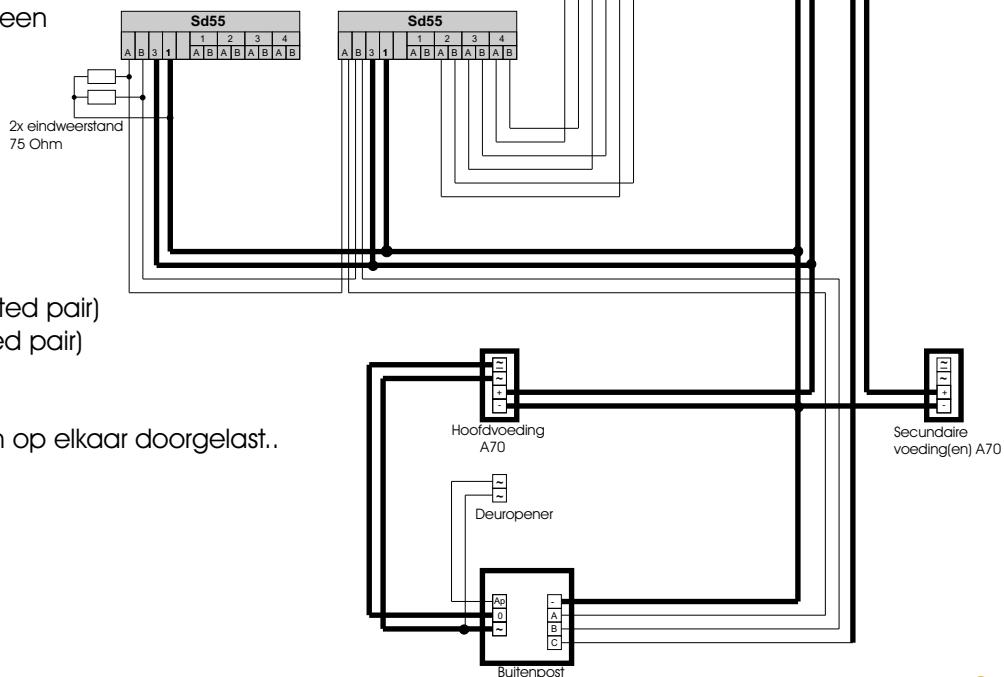 een
Sd55
1 2 3 4
A B 3 1 A B A B A B A B
Sd55
1 2 3 4
A B 3 1 A B A B A B A B
2x eindweerstand
75 Ohm
ted pair)
ed pair)
n op elkaar doorgelast..
~
~
+
-
Hoofdvoeding
A70
~
~
+
-
Secundaire
voeding(en) A70
~
~
Deuropener
Ap
0
~
-
A
B
C
Buitenpost